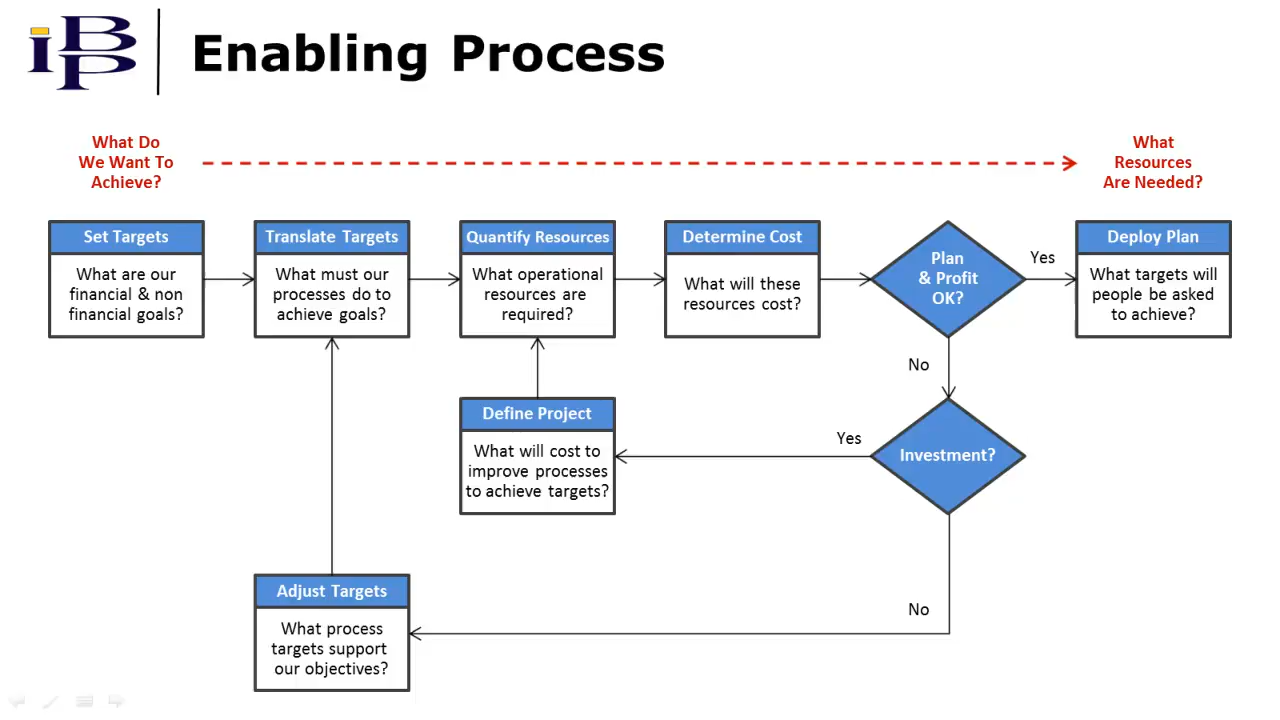 iBP
Enabling Process
What Do
We Want To
Achieve?
What
Resources
Are Needed?
Set Targets
What are our
financial & non
financial goals?
Translate Targets
What must our
processes do to
achieve goals?
Quantify Resources
What operational
resources are
required?
Determine Cost
What will these
resources cost?
Plan
& Profit
OK?
Yes
Deploy Plan
What targets will
people be asked
to achieve?
No
Define Project
What will cost to
improve processes
to achieve targets?
Yes
Investment?
No
Adjust Targets
What process
targets support
our objectives?